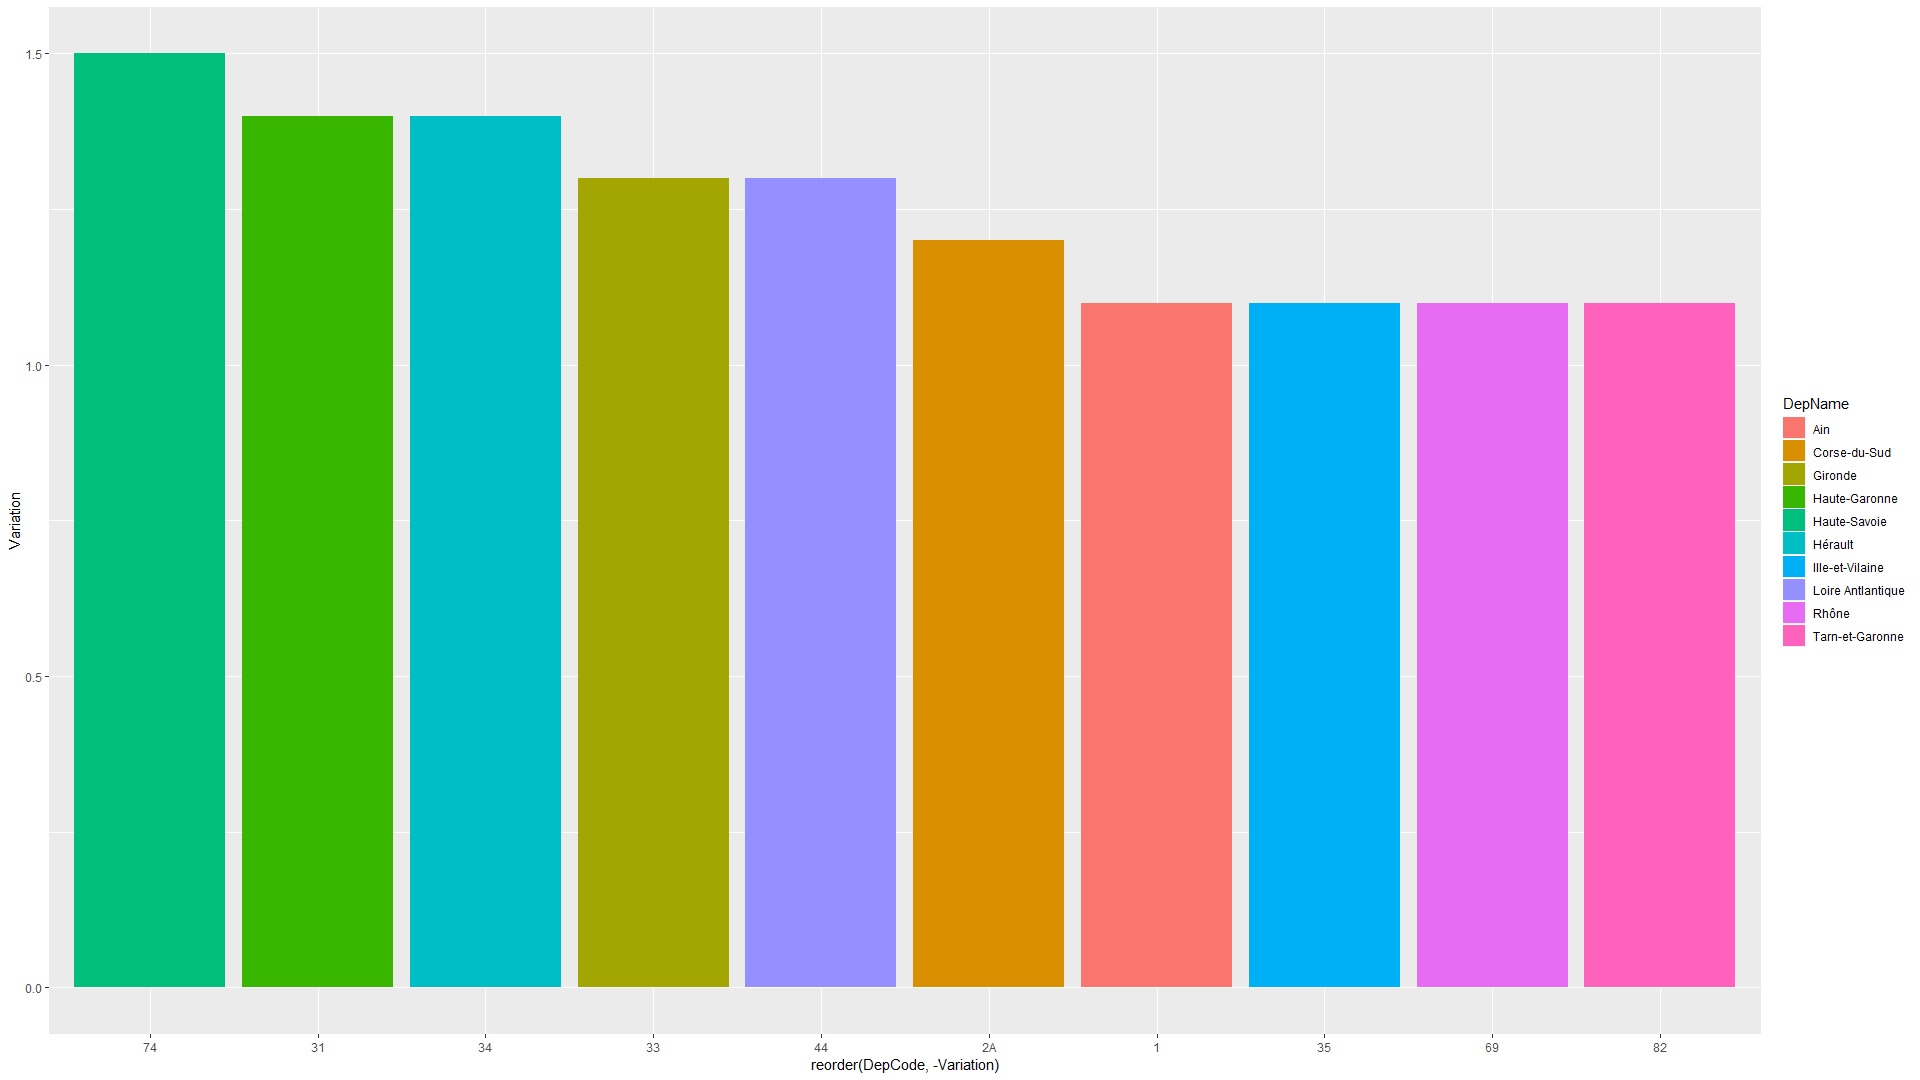 1.5
1.0
0.5
0.0
Variation
74 31 34 33 44 2A 1 35 69 82
reorder(DepCode, -Variation)
DepName
Ain
Corse-du-Sud
Gironde
Haute-Garonne
Haute-Savoie
Hérault
Ille-et-Vilaine
Loire Antlantique
Rhône
Tarn-et-Garonne